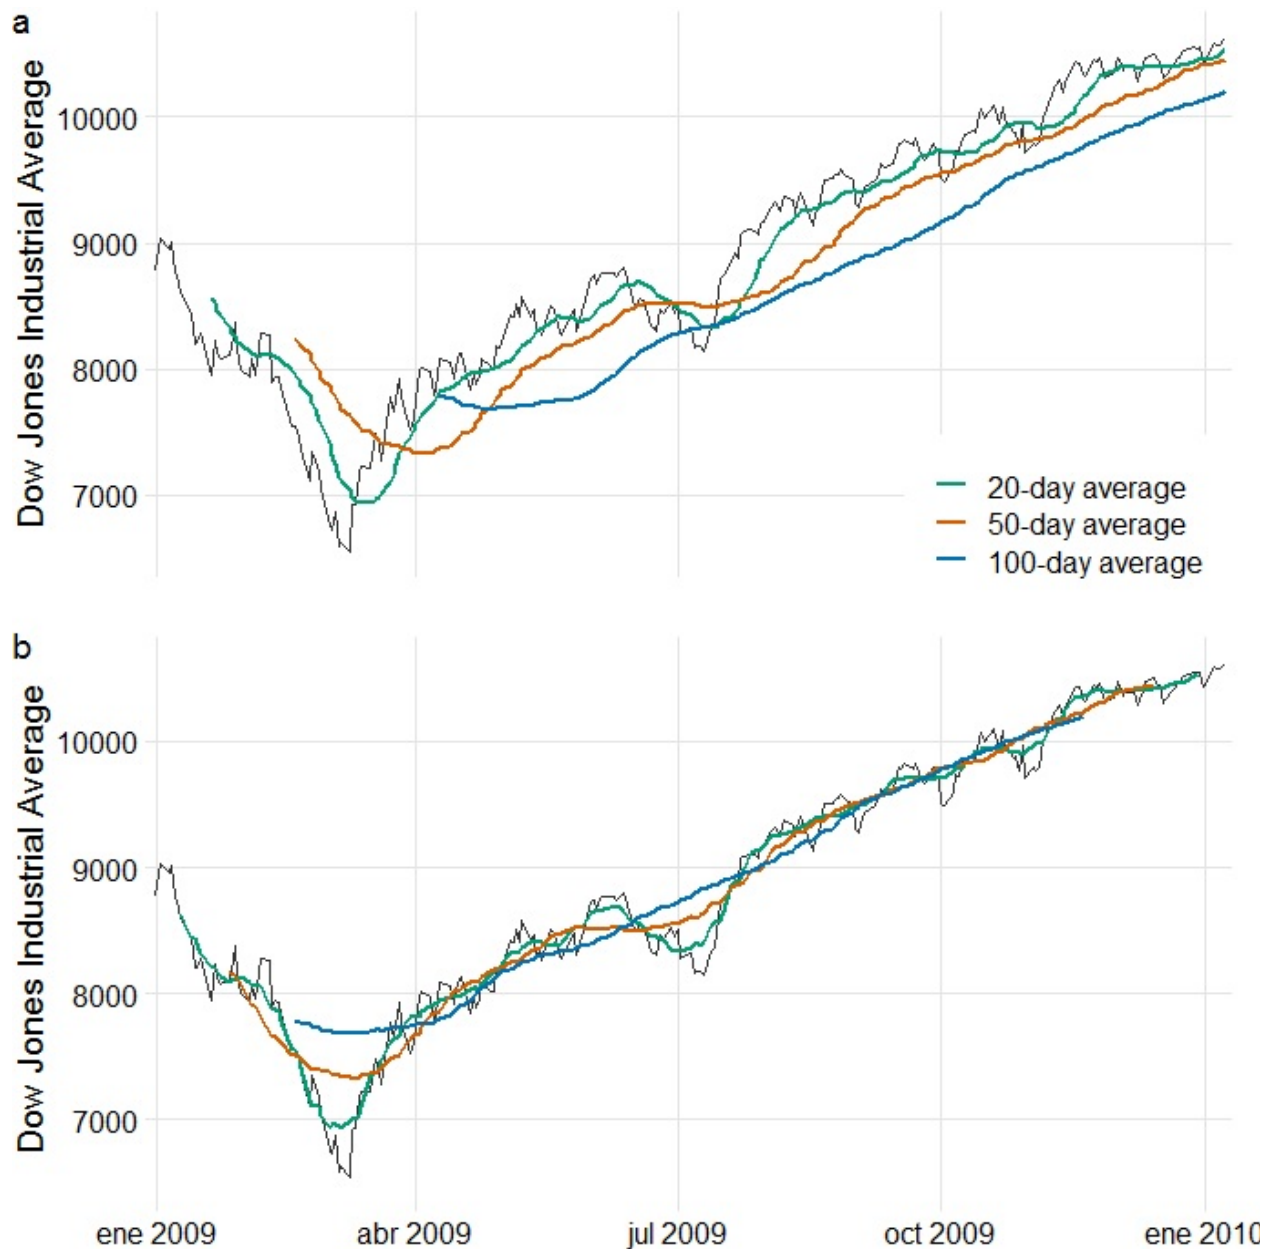 a
Dow Jones Industrial Average
10000
9000
8000
7000
20-day average
50-day average
100-day average
b
Dow Jones Industrial Average
10000
9000
8000
7000
ene 2009 abr 2009 jul 2009 oct 2009 ene 2010